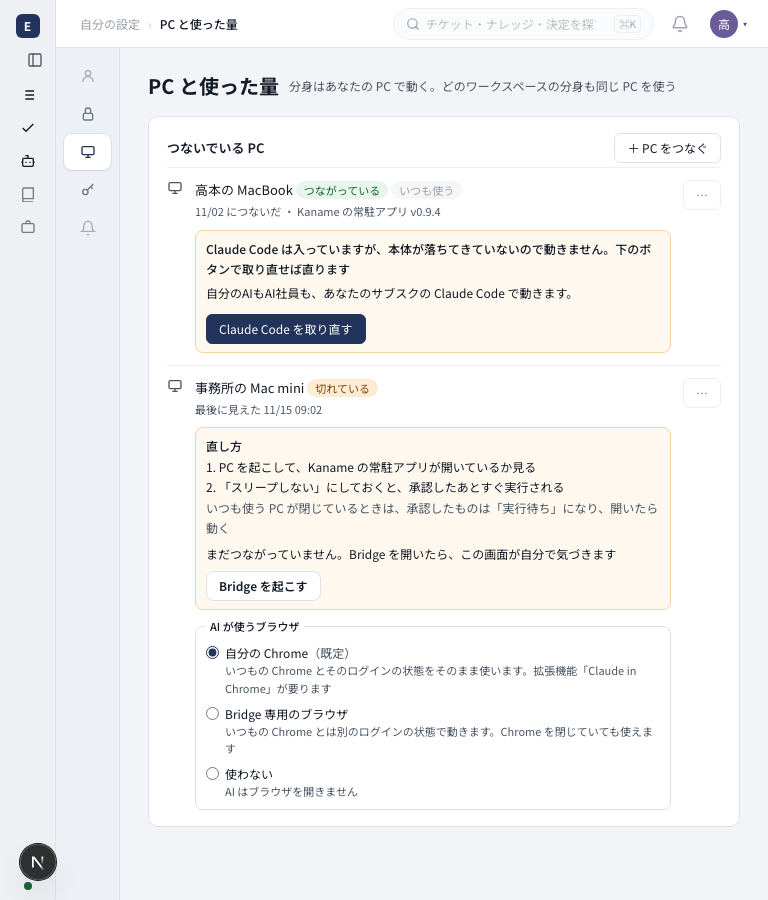 E
自分の設定 › PC と使った量
チケット・ナレッジ・決定を探す
⌘K
高
PC と使った量 分身はあなたの PC で動く。どのワークスペースの分身も同じ PC を使う
つないでいる PC
＋ PC をつなぐ
高本の MacBook つながっている いつも使う
…
11/02 につないだ ・ Kaname の常駐アプリ v0.9.4
Claude Code は入っていますが、本体が落ちてきていないので動きません。下のボ
タンで取り直せば直ります
自分のAIもAI社員も、あなたのサブスクの Claude Code で動きます。
Claude Code を取り直す
事務所の Mac mini 切れている
…
最後に見えた 11/15 09:02
直し方
1. PC を起こして、Kaname の常駐アプリが開いているか見る
2. 「スリープしない」にしておくと、承認したあとすぐ実行される
いつも使う PC が閉じているときは、承認したものは「実行待ち」になり、開いたら
動く
まだつながっていません。Bridge を開いたら、この画面が自分で気づきます
Bridge を起こす
AI が使うブラウザ
自分の Chrome（既定）
いつもの Chrome とそのログインの状態をそのまま使います。拡張機能「Claude in
Chrome」が要ります
Bridge 専用のブラウザ
いつもの Chrome とは別のログインの状態で動きます。Chrome を閉じていても使えま
す
使わない
AI はブラウザを開きません
N